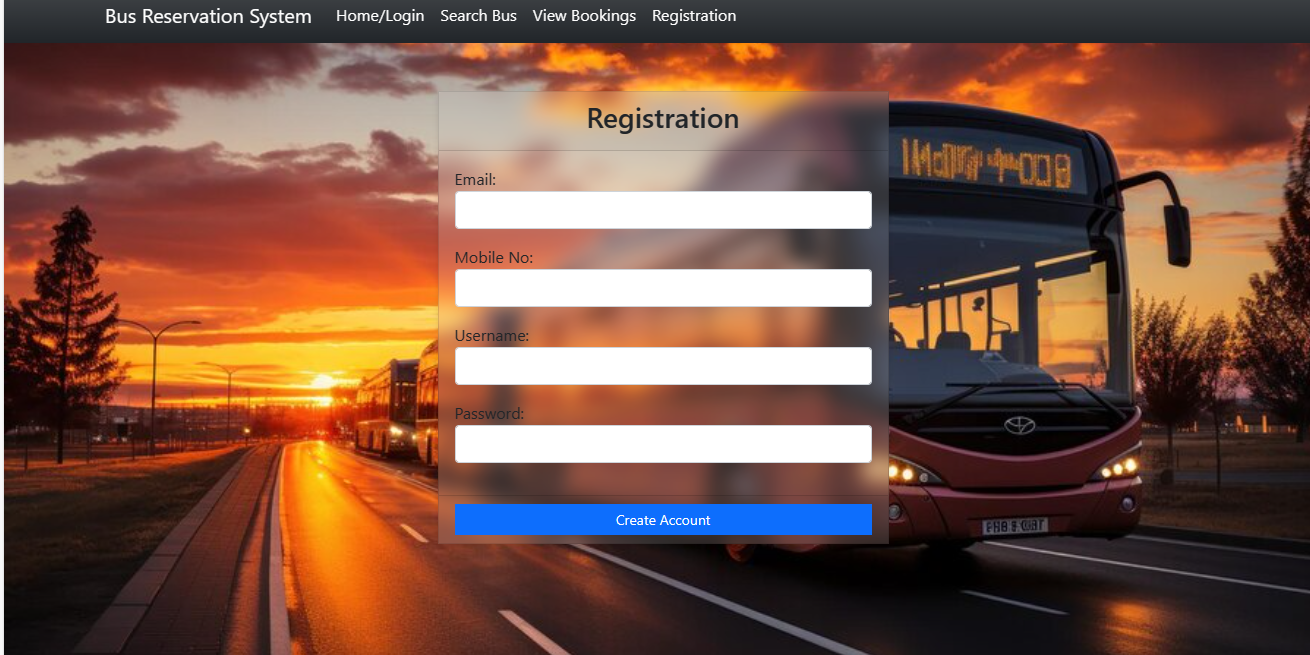 Bus Reservation System Home/Login Search Bus View Bookings Registration
Registration
Email:
Mobile No:
Username:
Password:
Create Account